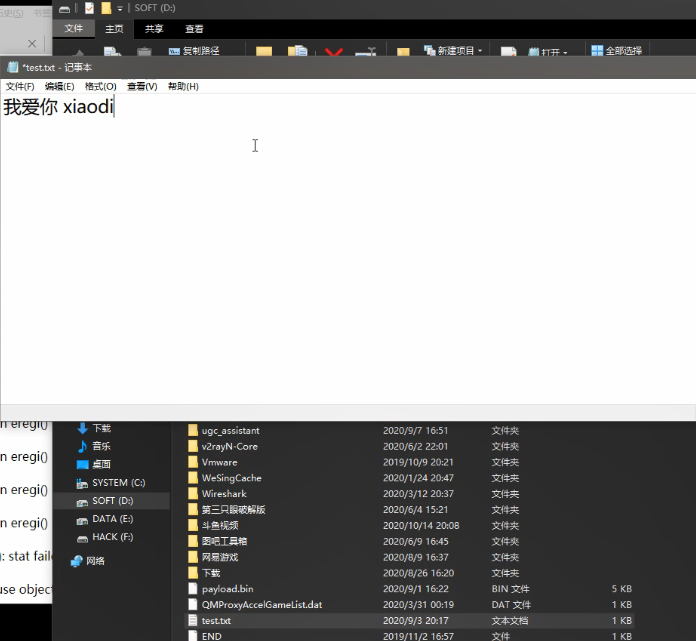 SOFT (D:)
文件 主页 共享 查看
复制路径 新建项目 打开 全部选择
*test.txt - 记事本
文件(F) 编辑(E) 格式(O) 查看(V) 帮助(H)
我爱你 xiaodi
n eregi()
n eregi()
n eregi()
n eregi()
): stat faile
use object
下载
音乐
桌面
SYSTEM (C:)
SOFT (D:)
DATA (E:)
HACK (F:)
网络
ugc_assistant 2020/9/7 16:51 文件夹
v2rayN-Core 2020/6/2 22:01 文件夹
Vmware 2019/10/9 20:21 文件夹
WeSingCache 2020/1/24 20:47 文件夹
Wireshark 2020/3/12 20:37 文件夹
第三只眼破解版 2020/6/4 15:21 文件夹
斗鱼视频 2020/10/14 20:08 文件夹
图吧工具箱 2020/6/9 16:45 文件夹
网易游戏 2020/8/9 16:37 文件夹
下载 2020/8/26 16:20 文件夹
payload.bin 2020/9/1 16:22 BIN 文件 5 KB
QMProxyAccelGameList.dat 2020/3/31 00:19 DAT 文件 1 KB
test.txt 2020/9/3 20:17 文本文档 1 KB
END 2019/11/2 16:57 文件 1 KB